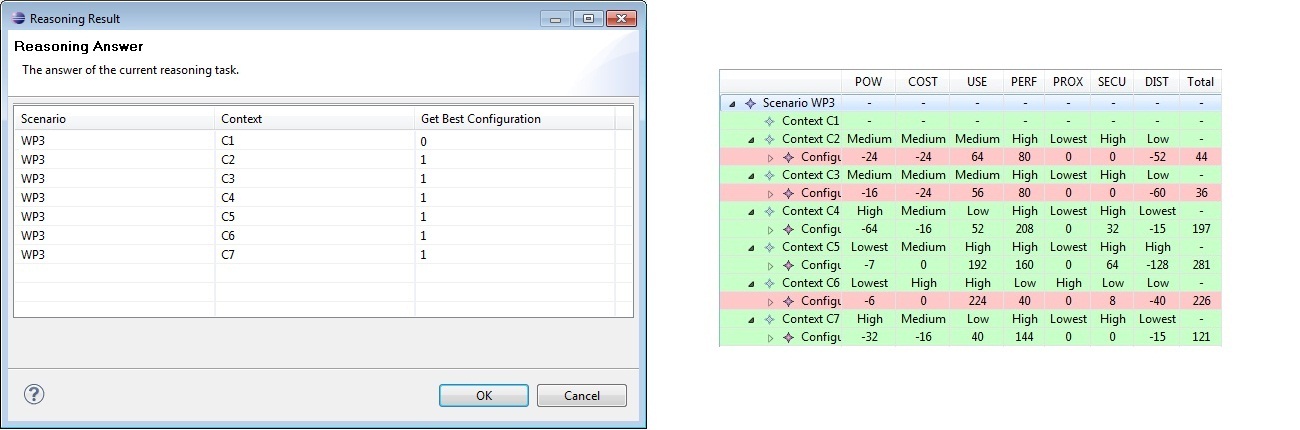 Reasoning Result
Reasoning Answer
The answer of the current reasoning task.
Scenario Context Get Best Configuration
WP3 C1 0
WP3 C2 1
WP3 C3 1
WP3 C4 1
WP3 C5 1
WP3 C6 1
WP3 C7 1
? OK Cancel
POW COST USE PERF PROX SECU DIST Total
Scenario WP3 - - - - - - - -
Context C1 - - - - - - - -
Context C2 Medium Medium Medium High Lowest High Low -
Configu -24 -24 64 80 0 0 -52 44
Context C3 Medium Medium Medium High Lowest High Low -
Configu -16 -24 56 80 0 0 -60 36
Context C4 High Medium Low High Lowest High Lowest -
Configu -64 -16 52 208 0 32 -15 197
Context C5 Lowest Medium High High Lowest High High -
Configu -7 0 192 160 0 64 -128 281
Context C6 Lowest High High Low High Low Low -
Configu -6 0 224 40 0 8 -40 226
Context C7 High Medium Low High Lowest High Lowest -
Configu -32 -16 40 144 0 0 -15 121